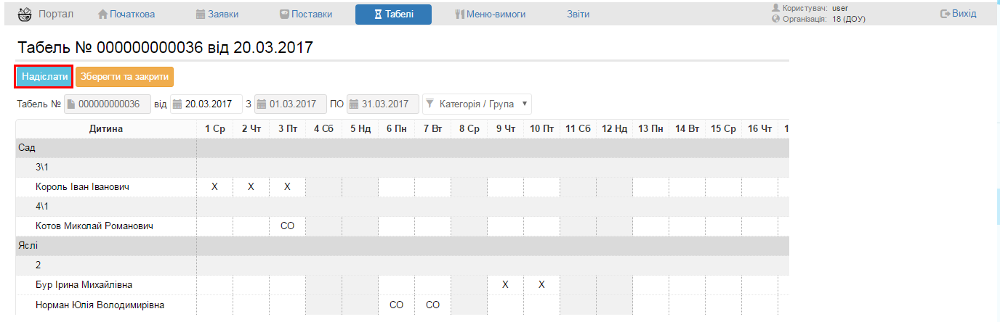 Портал Початкова Заявки Поставки Табелі Меню-вимоги Звіти Користувач: user Вихід
Організація: 18 (ДОУ)
Табель № 000000000036 від 20.03.2017
Надіслати Зберегти та закрити
Табель № 000000000036 від 20.03.2017 З 01.03.2017 ПО 31.03.2017 Категорія / Група
Дитина 1 Ср 2 Чт 3 Пт 4 Сб 5 Нд 6 Пн 7 Вт 8 Ср 9 Чт 10 Пт 11 Сб 12 Нд 13 Пн 14 Вт 15 Ср 16 Чт 1
Сад
3\1
Король Іван Іванович Х Х Х
4\1
Котов Миколай Романович СО
Яслі
2
Бур Ірина Михайлівна Х Х
Норман Юлія Володимирівна СО СО